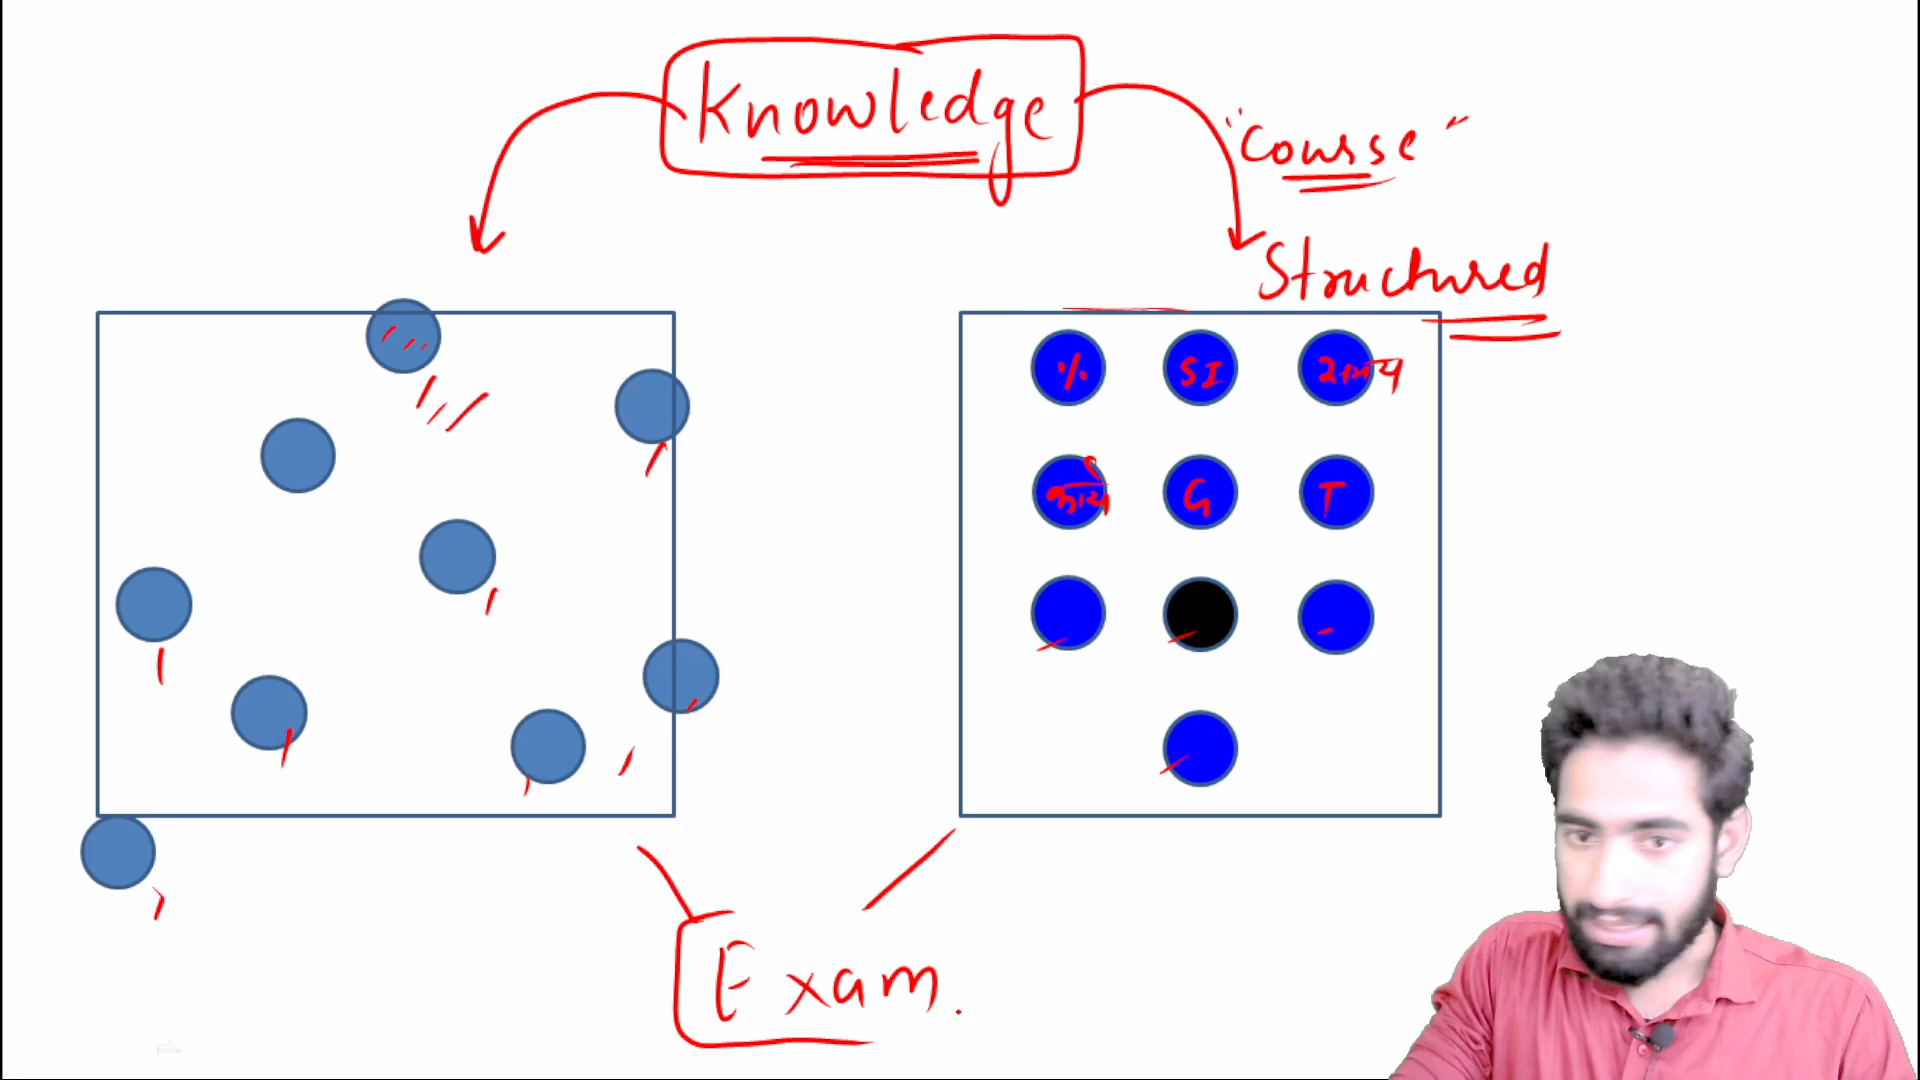 Knowledge
"Course"
Structured
% SI समय
कार्य G T
Exam.